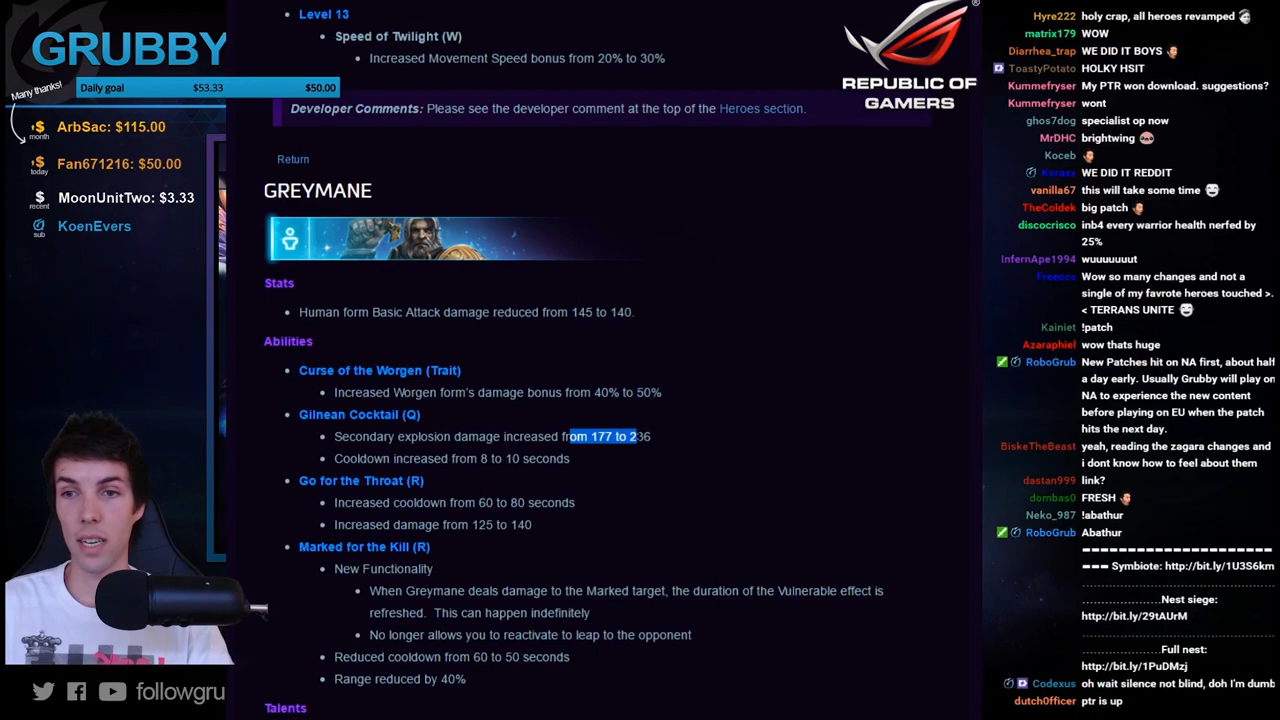 GRUBBY
Many thanks!
Daily goal $53.33 $50.00
$ month ArbSac: $115.00
$ today Fan671216: $50.00
$ recent MoonUnitTwo: $3.33
sub KoenEvers
followgru
Level 13
Speed of Twilight (W)
Increased Movement Speed bonus from 20% to 30%
Developer Comments: Please see the developer comment at the top of the Heroes section.
Return
GREYMANE
Stats
Human form Basic Attack damage reduced from 145 to 140.
Abilities
Curse of the Worgen (Trait)
Increased Worgen form's damage bonus from 40% to 50%
Gilnean Cocktail (Q)
Secondary explosion damage increased from 177 to 236
Cooldown increased from 8 to 10 seconds
Go for the Throat (R)
Increased cooldown from 60 to 80 seconds
Increased damage from 125 to 140
Marked for the Kill (R)
New Functionality
When Greymane deals damage to the Marked target, the duration of the Vulnerable effect is
refreshed. This can happen indefinitely
No longer allows you to reactivate to leap to the opponent
Reduced cooldown from 60 to 50 seconds
Range reduced by 40%
Talents
REPUBLIC OF
GAMERS
Hyre222 holy crap, all heroes revamped
matrix179 WOW
Diarrhea_trap WE DID IT BOYS
ToastyPotato HOLKY HSIT
Kummefryser My PTR won download. suggestions?
Kummefryser wont
ghos7dog specialist op now
MrDHC brightwing
Koceb
Koraxx WE DID IT REDDIT
vanilla67 this will take some time
TheColdek big patch
discocrisco inb4 every warrior health nerfed by
25%
InfernApe1994 wuuuuuuut
Freecce Wow so many changes and not a
single of my favrote heroes touched >.
< TERRANS UNITE
Kainiet !patch
Azaraphiel wow thats huge
RoboGrub New Patches hit on NA first, about half
a day early. Usually Grubby will play on
NA to experience the new content
before playing on EU when the patch
hits the next day.
BiskeTheBeast yeah, reading the zagara changes and
i dont know how to feel about them
dastan999 link?
dombas0 FRESH
Neko_987 !abathur
RoboGrub Abathur
Symbiote: http://bit.ly/1U3S6km
Nest siege:
http://bit.ly/29tAUrM
Full nest:
http://bit.ly/1PuDMzj
Codexus oh wait silence not blind, doh I'm dumb
dutch0fficer ptr is up